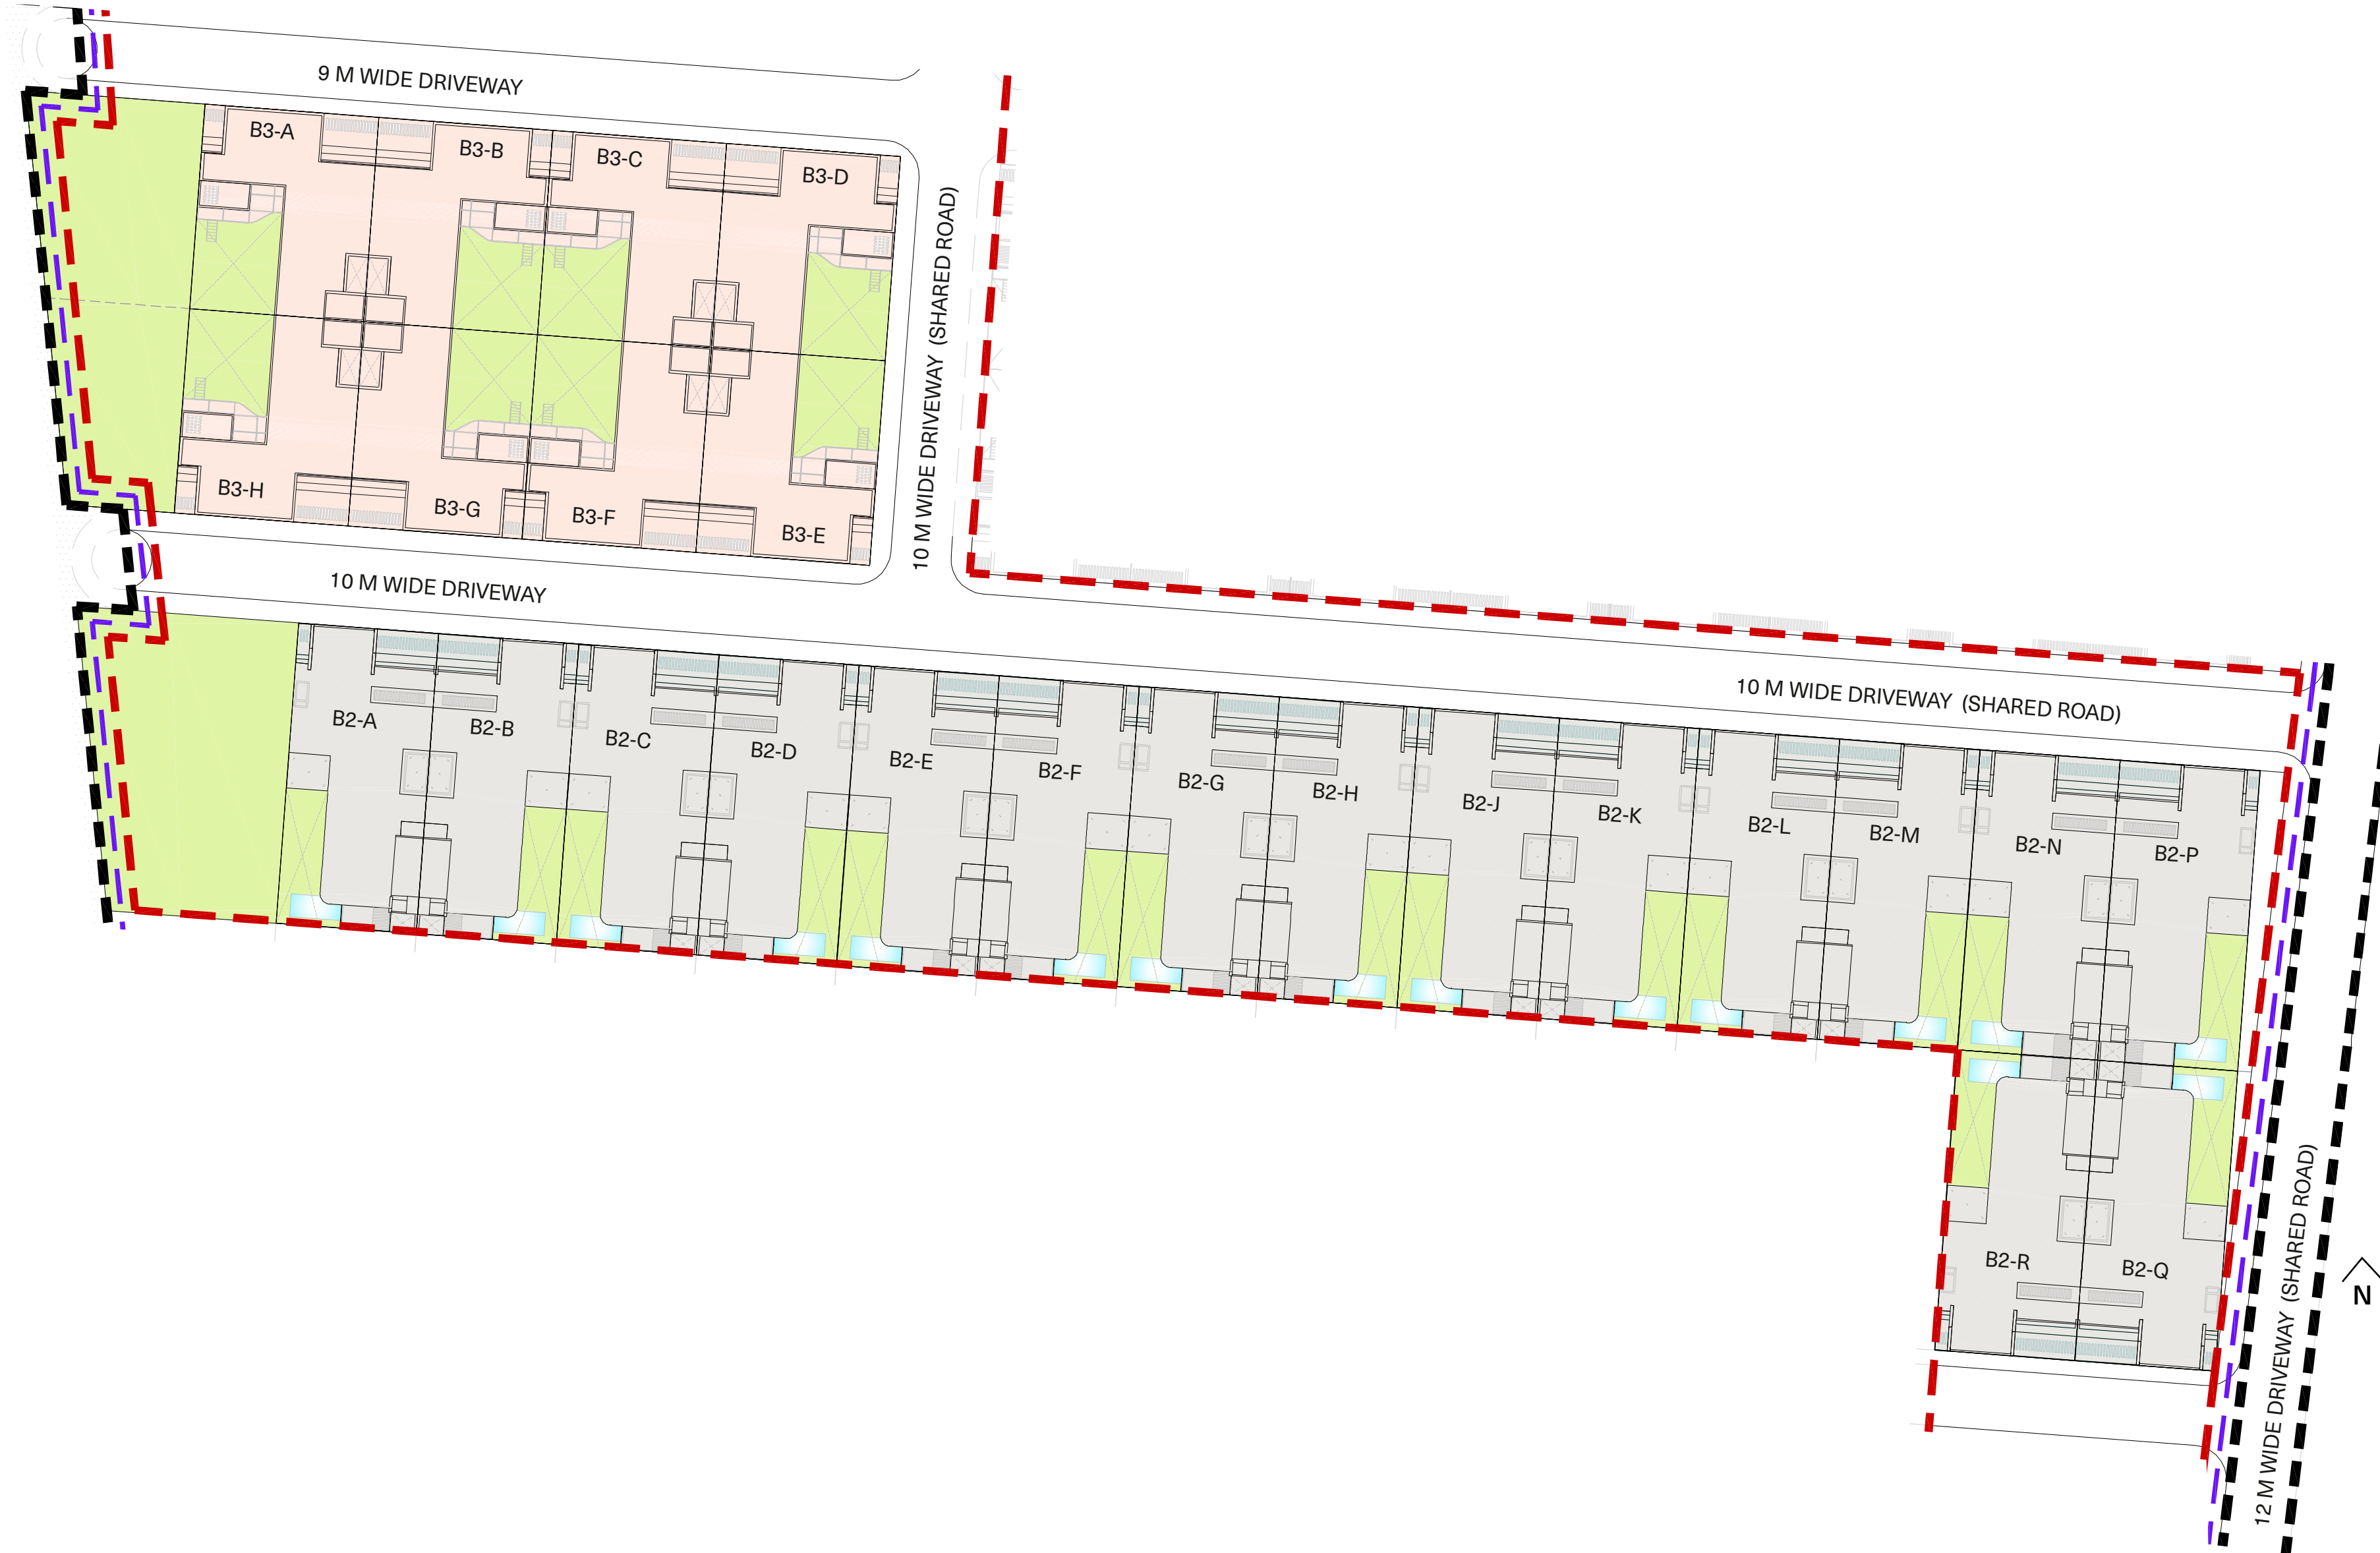 9 M WIDE DRIVEWAY
B3-A
B3-B
B3-C
B3-D
10 M WIDE DRIVEWAY (SHARED ROAD)
B3-H
B3-G
B3-F
B3-E
10 M WIDE DRIVEWAY
10 M WIDE DRIVEWAY (SHARED ROAD)
B2-A
B2-B
B2-C
B2-D
B2-E
B2-F
B2-G
B2-H
B2-J
B2-K
B2-L
B2-M
B2-N
B2-P
B2-R
B2-Q
12 M WIDE DRIVEWAY (SHARED ROAD)
N